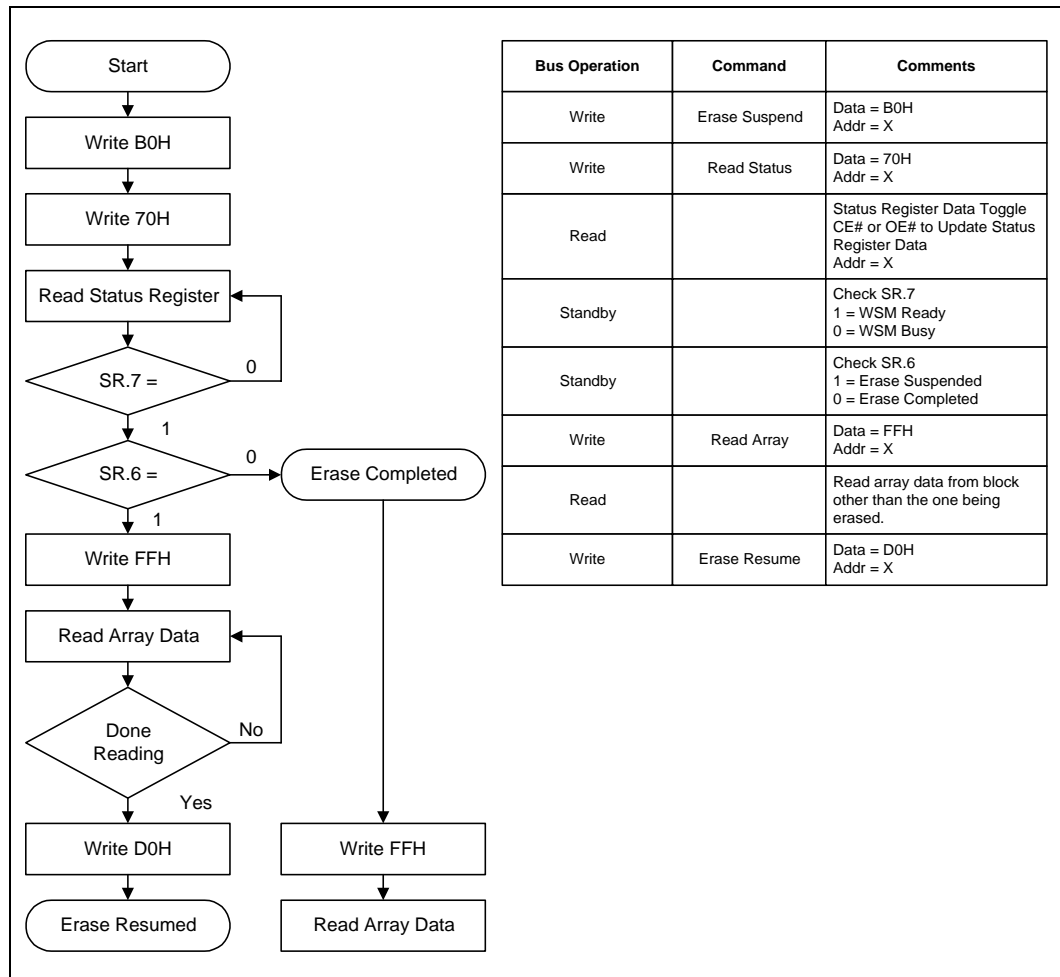 Start
Write B0H
Write 70H
Read Status Register
SR.7 =
0
1
SR.6 =
0
Erase Completed
1
Write FFH
Read Array Data
Done
Reading
No
Yes
Write D0H
Write FFH
Erase Resumed
Read Array Data
Bus Operation Command Comments
Write Erase Suspend Data = B0H
Addr = X
Write Read Status Data = 70H
Addr = X
Read Status Register Data Toggle
CE# or OE# to Update Status
Register Data
Addr = X
Standby Check SR.7
1 = WSM Ready
0 = WSM Busy
Standby Check SR.6
1 = Erase Suspended
0 = Erase Completed
Write Read Array Data = FFH
Addr = X
Read Read array data from block
other than the one being
erased.
Write Erase Resume Data = D0H
Addr = X